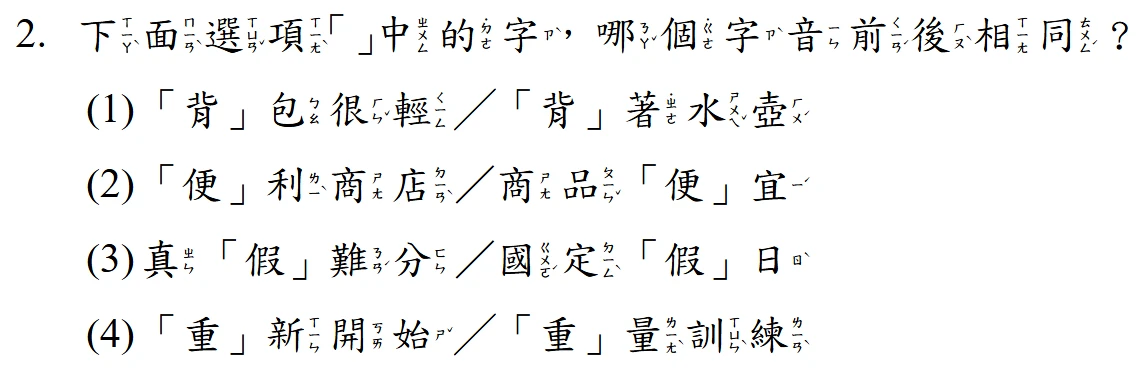 2. 下面選項「 」中的字，哪個字音前後相同？
(1)「背」包很輕／「背」著水壺
(2)「便」利商店／商品「便」宜
(3)真「假」難分／國定「假」日
(4)「重」新開始／「重」量訓練